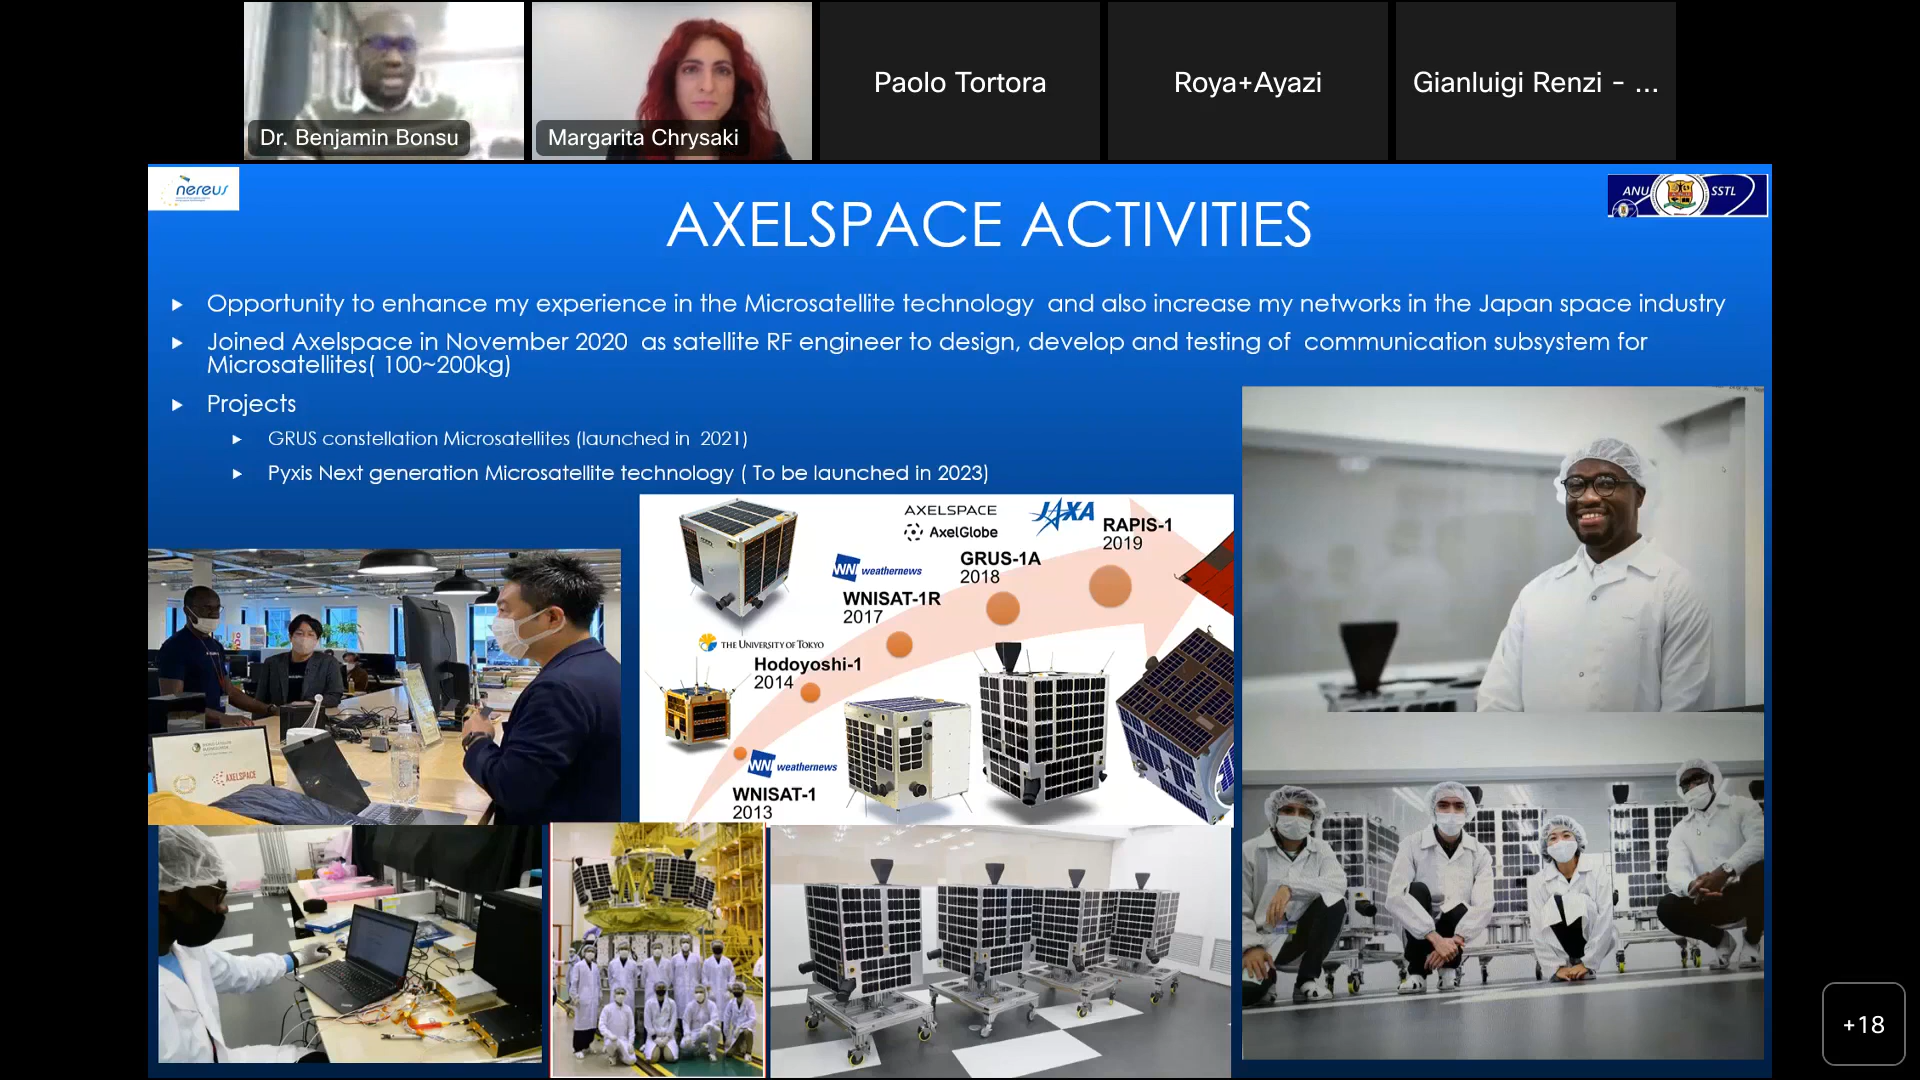 Dr. Benjamin Bonsu
Margarita Chrysaki
Paolo Tortora
Roya+Ayazi
Gianluigi Renzi - ...
nereus
ANU SSTL
AXELSPACE ACTIVITIES
Opportunity to enhance my experience in the Microsatellite technology and also increase my networks in the Japan space industry
Joined Axelspace in November 2020 as satellite RF engineer to design, develop and testing of communication subsystem for
Microsatellites( 100~200kg)
Projects
GRUS constellation Microsatellites (launched in 2021)
Pyxis Next generation Microsatellite technology ( To be launched in 2023)
AXELSPACE
AxelGlobe
JAXA
RAPIS-1
2019
GRUS-1A
2018
WNI weathernews
WNISAT-1R
2017
THE UNIVERSITY OF TOKYO
Hodoyoshi-1
2014
WNI weathernews
WNISAT-1
2013
AXELSPACE
+18